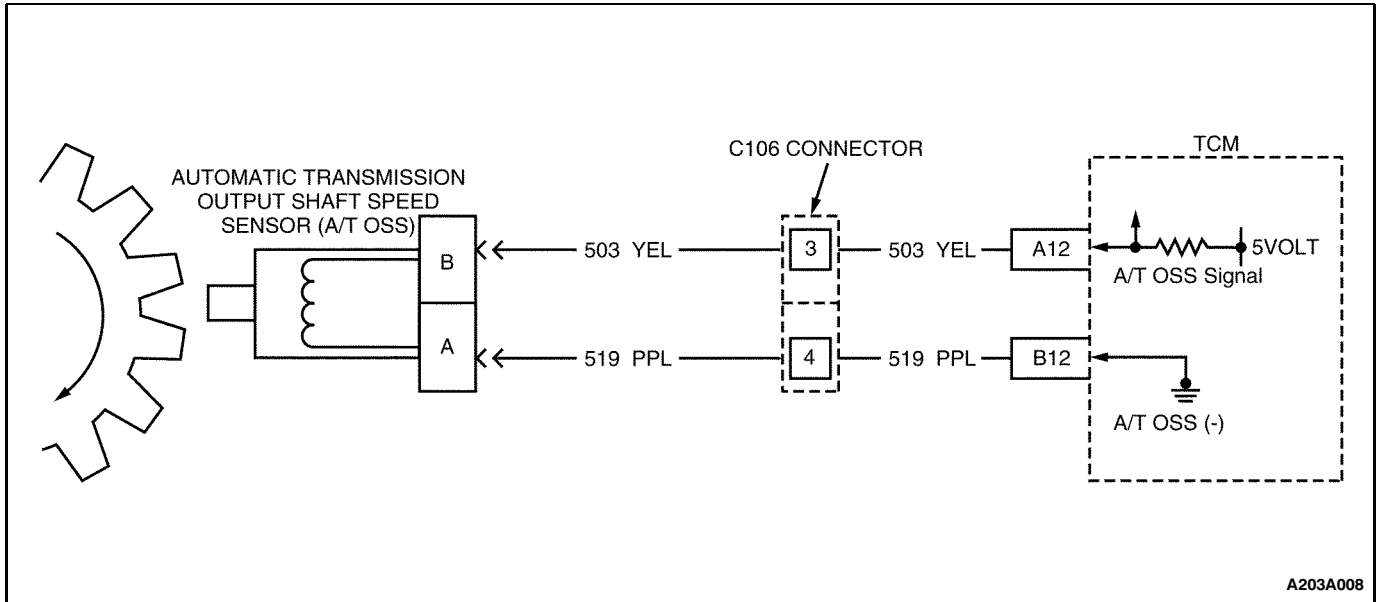 AUTOMATIC TRANSMISSION
OUTPUT SHAFT SPEED
SENSOR (A/T OSS)
B
A
503 YEL
519 PPL
C106 CONNECTOR
3
4
503 YEL
519 PPL
TCM
A12
5VOLT
A/T OSS Signal
B12
A/T OSS (-)
A203A008